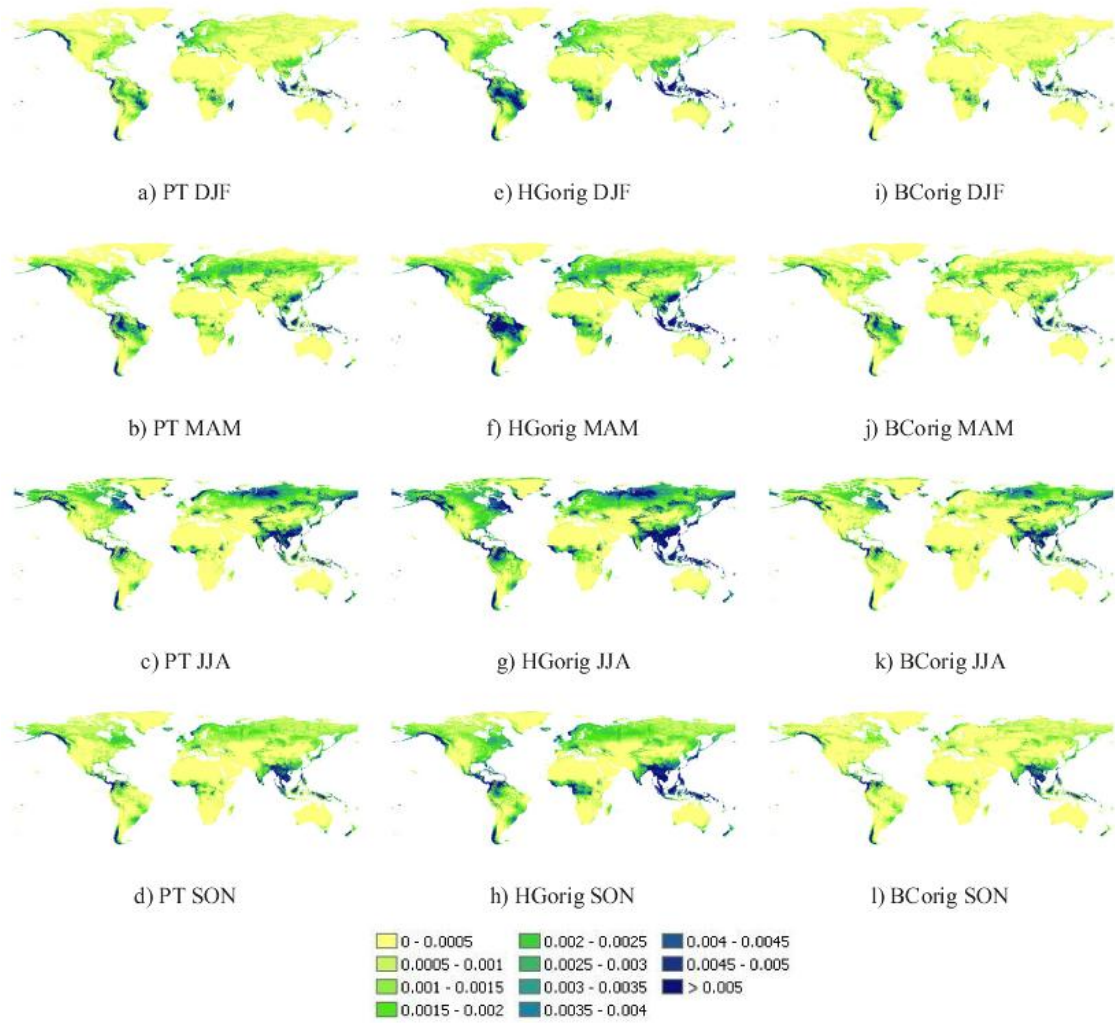 a) PT DJF
e) HGorig DJF
i) BCorig DJF
b) PT MAM
f) HGorig MAM
j) BCorig MAM
c) PT JJA
g) HGorig JJA
k) BCorig JJA
d) PT SON
h) HGorig SON
l) BCorig SON
0 - 0.0005
0.0005 - 0.001
0.001 - 0.0015
0.0015 - 0.002
0.002 - 0.0025
0.0025 - 0.003
0.003 - 0.0035
0.0035 - 0.004
0.004 - 0.0045
0.0045 - 0.005
> 0.005